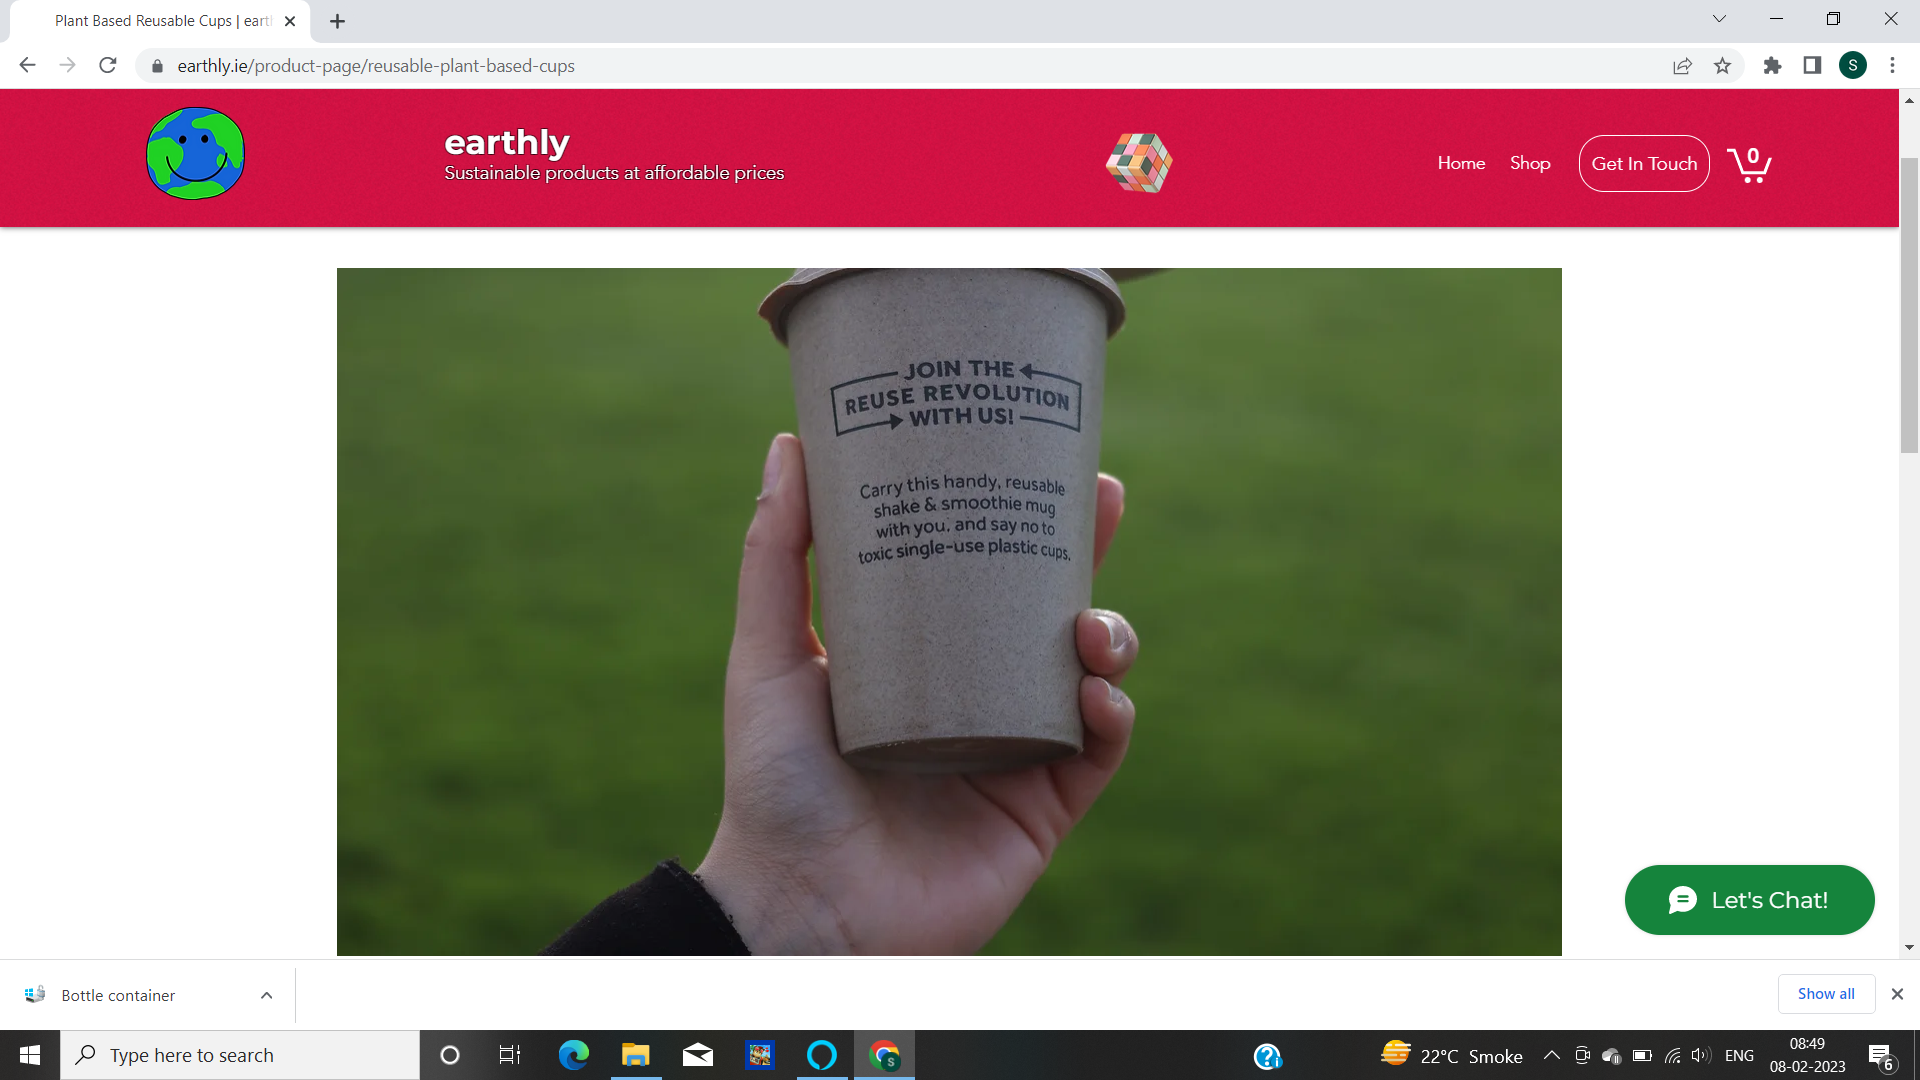 Plant Based Reusable Cups | eart
earthly.ie/product-page/reusable-plant-based-cups
S
earthly
Sustainable products at affordable prices
Home
Shop
Get In Touch
0
JOIN THE
REUSE REVOLUTION
WITH US!
Carry this handy, reusable
shake & smoothie mug
with you, and say no to
toxic single-use plastic cups.
Let's Chat!
Bottle container
Show all
Type here to search
S
22°C Smoke
ENG
08:49
08-02-2023
6